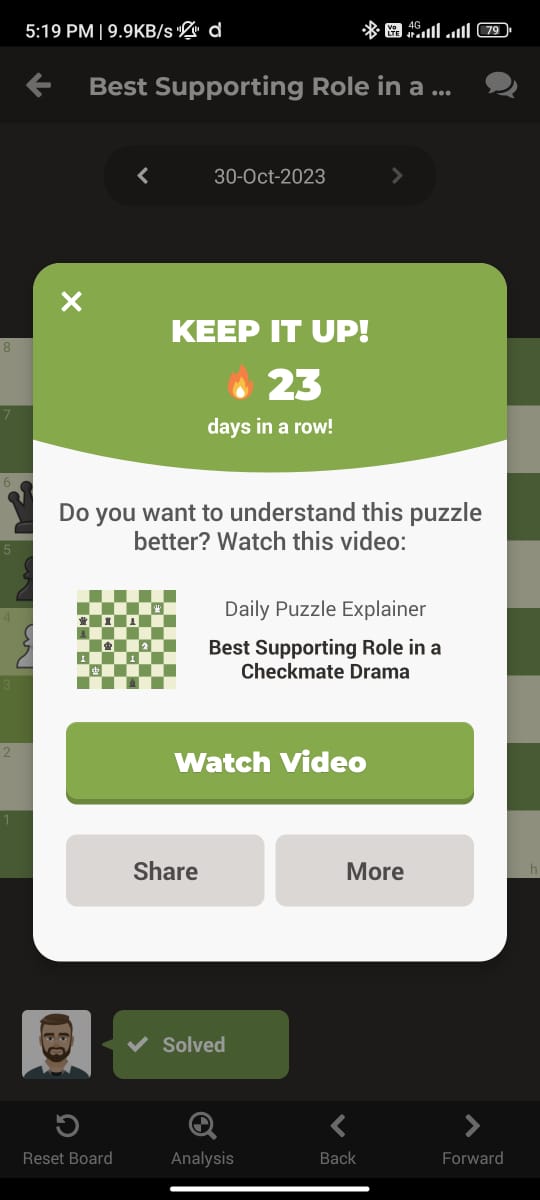 5:19 PM | 9.9KB/s d Vo LTE 4G 79
Best Supporting Role in a ...
30-Oct-2023
KEEP IT UP!
23
days in a row!
8
7
6
5
4
3
2
1
h
Do you want to understand this puzzle
better? Watch this video:
Daily Puzzle Explainer
Best Supporting Role in a
Checkmate Drama
Watch Video
Share More
Solved
Reset Board Analysis Back Forward